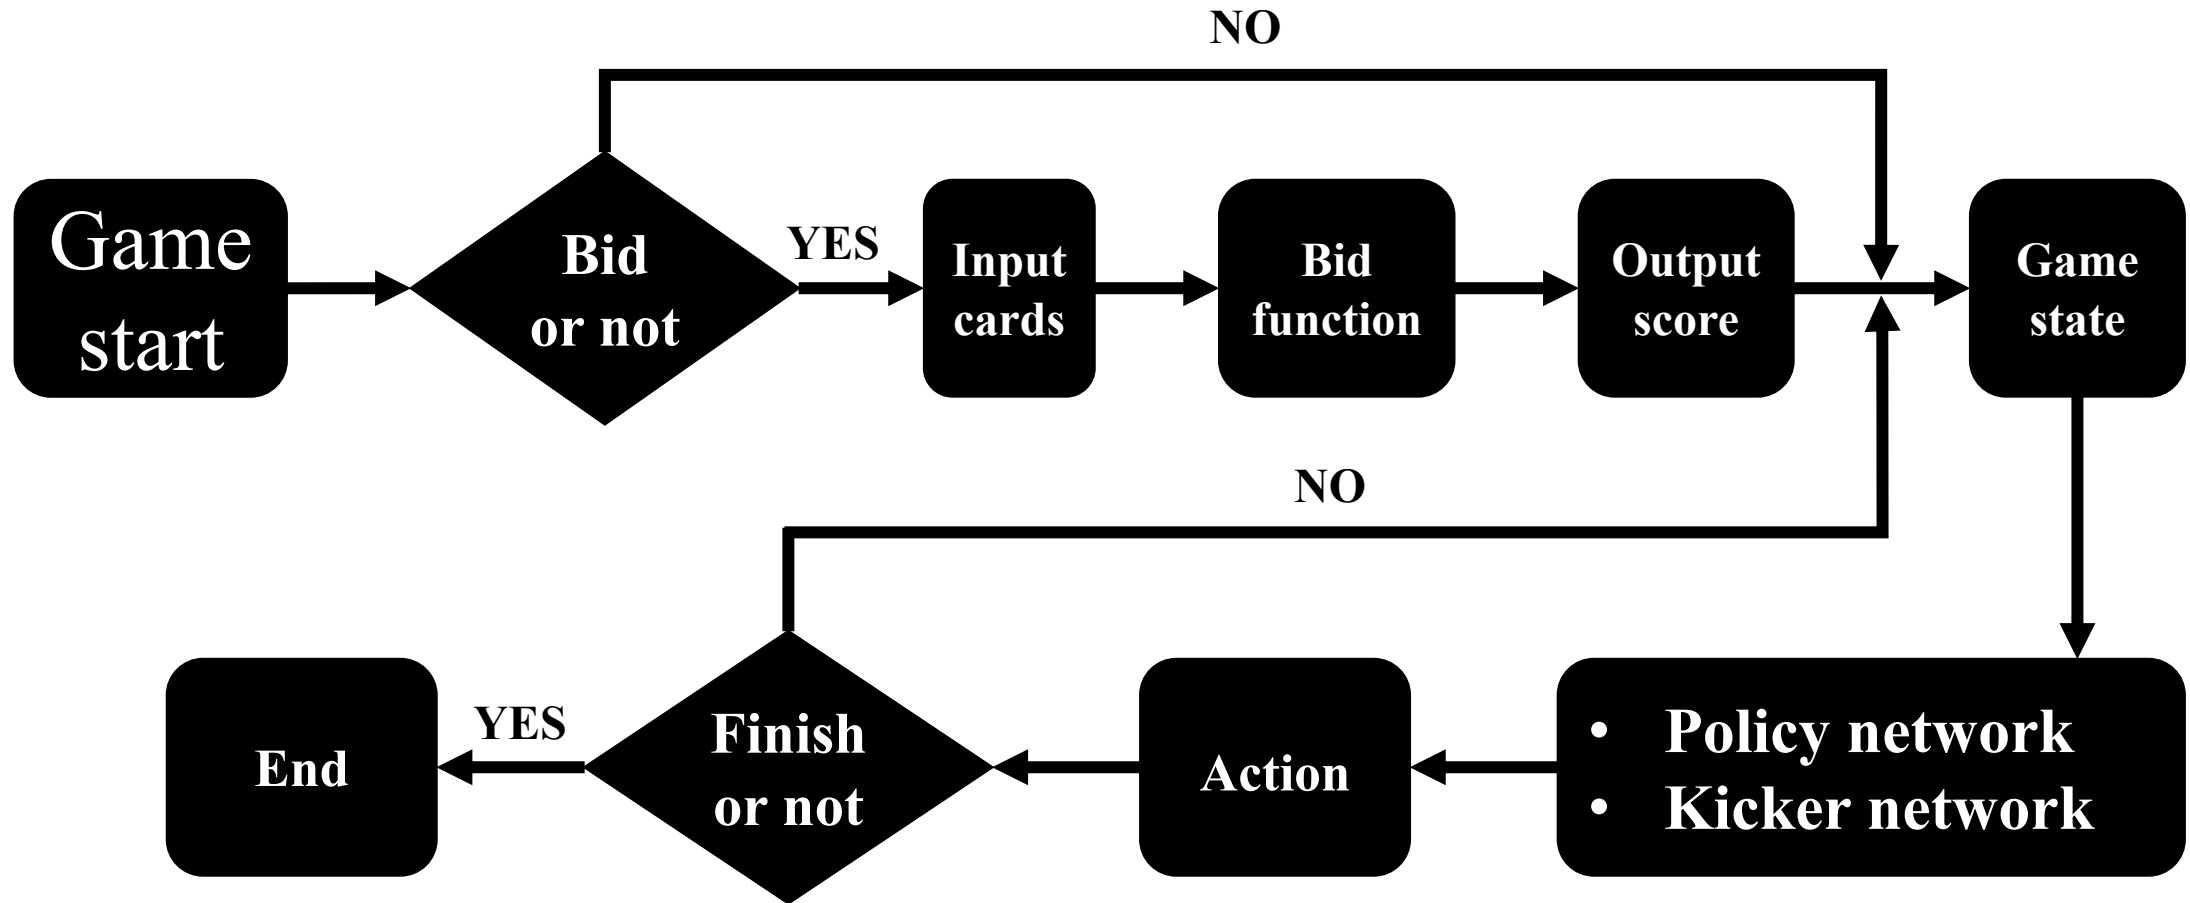 NO
Game
start
Bid
or not
YES
Input
cards
Bid
function
Output
score
Game
state
NO
End
YES
Finish
or not
Action
• Policy network
• Kicker network